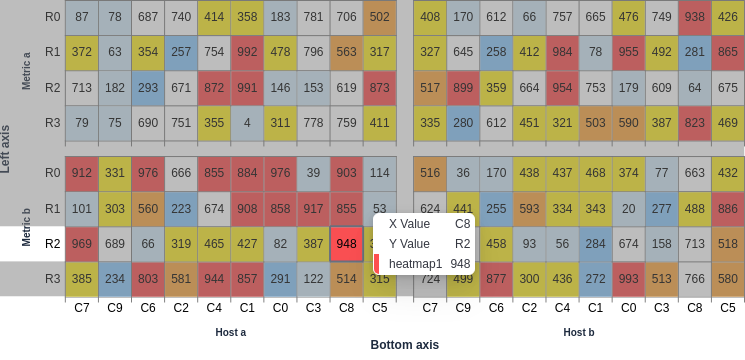 Left axis
Metric a
R0 87 78 687 740 414 358 183 781 706 502 408 170 612 66 757 665 476 749 938 426
R1 372 63 354 257 754 992 478 796 563 317 327 645 258 412 984 78 955 492 281 865
R2 713 182 293 671 872 991 146 153 619 873 517 899 359 664 954 753 179 609 64 675
R3 79 75 690 751 355 4 311 778 759 411 335 280 612 451 321 503 590 387 823 469
Metric b
R0 912 331 976 666 855 884 976 39 903 114 516 36 170 438 437 468 374 77 663 432
R1 101 303 560 223 674 908 858 917 855 53 624 441 255 593 334 343 20 277 488 886
R2 969 689 66 319 465 427 82 387 948 458 93 56 284 674 158 713 518
R3 385 234 803 581 944 857 291 122 514 315 724 499 877 300 436 272 993 513 766 580
X Value C8
Y Value R2
heatmap1 948
C7 C9 C6 C2 C4 C1 C0 C3 C8 C5 C7 C9 C6 C2 C4 C1 C0 C3 C8 C5
Host a Host b
Bottom axis